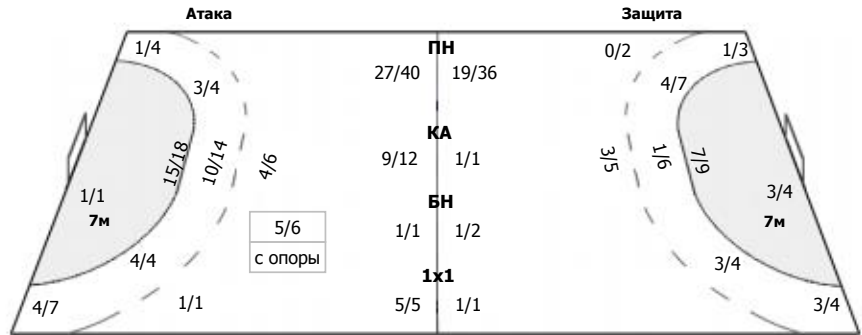 Атака Защита
1/4 ПН 0/2 1/3
27/40 19/36
3/4 4/7
КА
15/18 10/14 4/6 9/12 1/1 3/5 1/6 7/9
1/1 3/4
7м БН 7м
5/6 1/1 1/2
с опоры
4/4 3/4
1x1
4/7 1/1 5/5 1/1 3/4